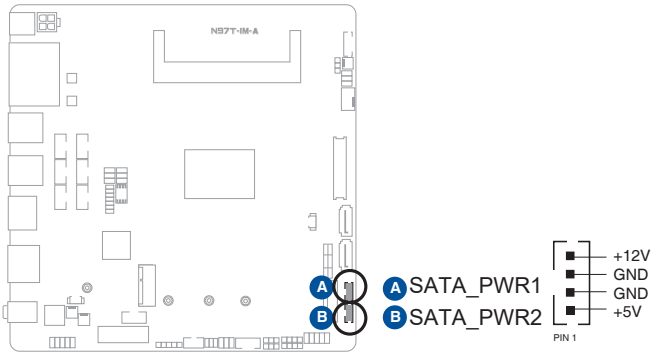 N97T-IM-A
A
B
A SATA_PWR1
B SATA_PWR2
+12V
GND
GND
+5V
PIN 1